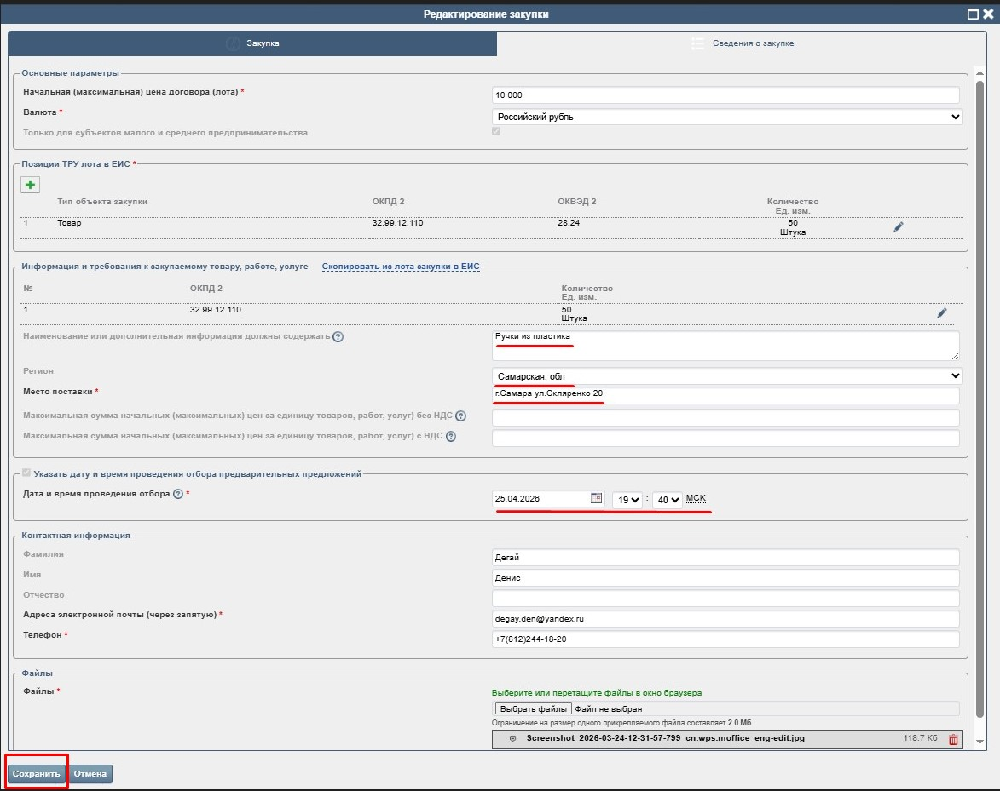 Редактирование закупки
Закупка
Сведения о закупке
Основные параметры
Начальная (максимальная) цена договора (лота) *
10 000
Валюта *
Российский рубль
Только для субъектов малого и среднего предпринимательства
Позиции ТРУ лота в ЕИС *
Тип объекта закупки ОКПД 2 ОКВЭД 2 Количество
Ед. изм.
1 Товар 32.99.12.110 28.24 50
Штука
Информация и требования к закупаемому товару, работе, услуге Скопировать из лота закупки в ЕИС
№ ОКПД 2 Количество
Ед. изм.
1 32.99.12.110 50
Штука
Наименование или дополнительная информация должны содержать ?
Ручки из пластика
Регион
Самарская, обл
Место поставки *
г.Самара ул.Скляренко 20
Максимальная сумма начальных (максимальных) цен за единицу товаров, работ, услуг) без НДС ?
Максимальная сумма начальных (максимальных) цен за единицу товаров, работ, услуг) с НДС ?
Указать дату и время проведения отбора предварительных предложений
Дата и время проведения отбора ? *
25.04.2026 19 : 40 МСК
Контактная информация
Фамилия
Дегай
Имя
Денис
Отчество
Адреса электронной почты (через запятую) *
degay.den@yandex.ru
Телефон *
+7(812)244-18-20
Файлы
Файлы *
Выберите или перетащите файлы в окно браузера
Выбрать файлы Файл не выбран
Ограничение на размер одного прикрепляемого файла составляет 2.0 Мб
Screenshot_2026-03-24-12-31-57-799_cn.wps.moffice_eng-edit.jpg 118.7 Кб
Сохранить Отмена